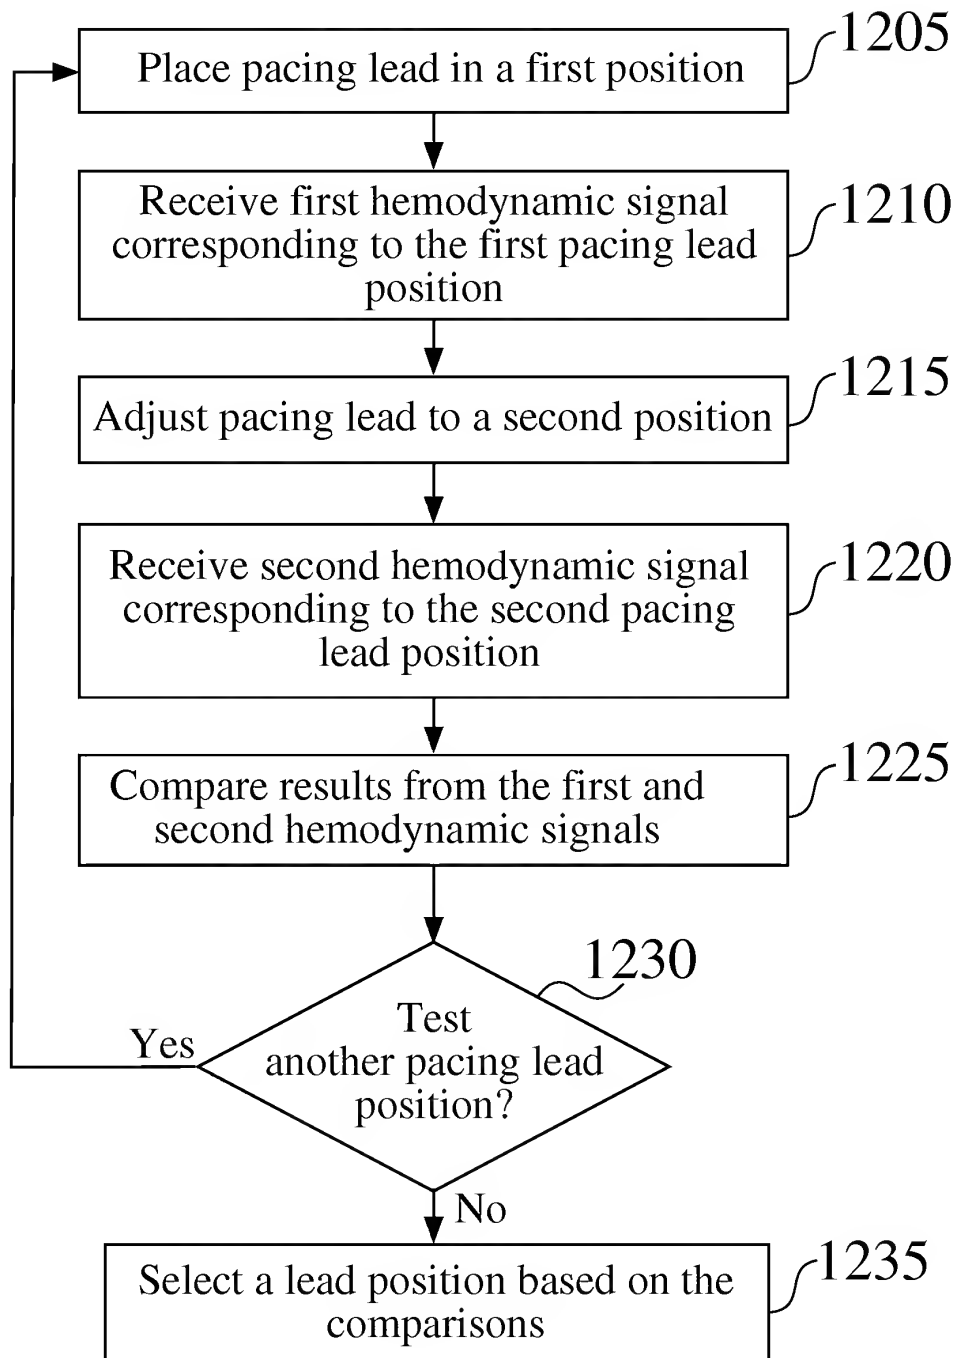 1205
Place pacing lead in a first position
1210
Receive first hemodynamic signal
corresponding to the first pacing lead
position
1215
Adjust pacing lead to a second position
1220
Receive second hemodynamic signal
corresponding to the second pacing
lead position
1225
Compare results from the first and
second hemodynamic signals
1230
Test
another pacing lead
position?
Yes
No
1235
Select a lead position based on the
comparisons